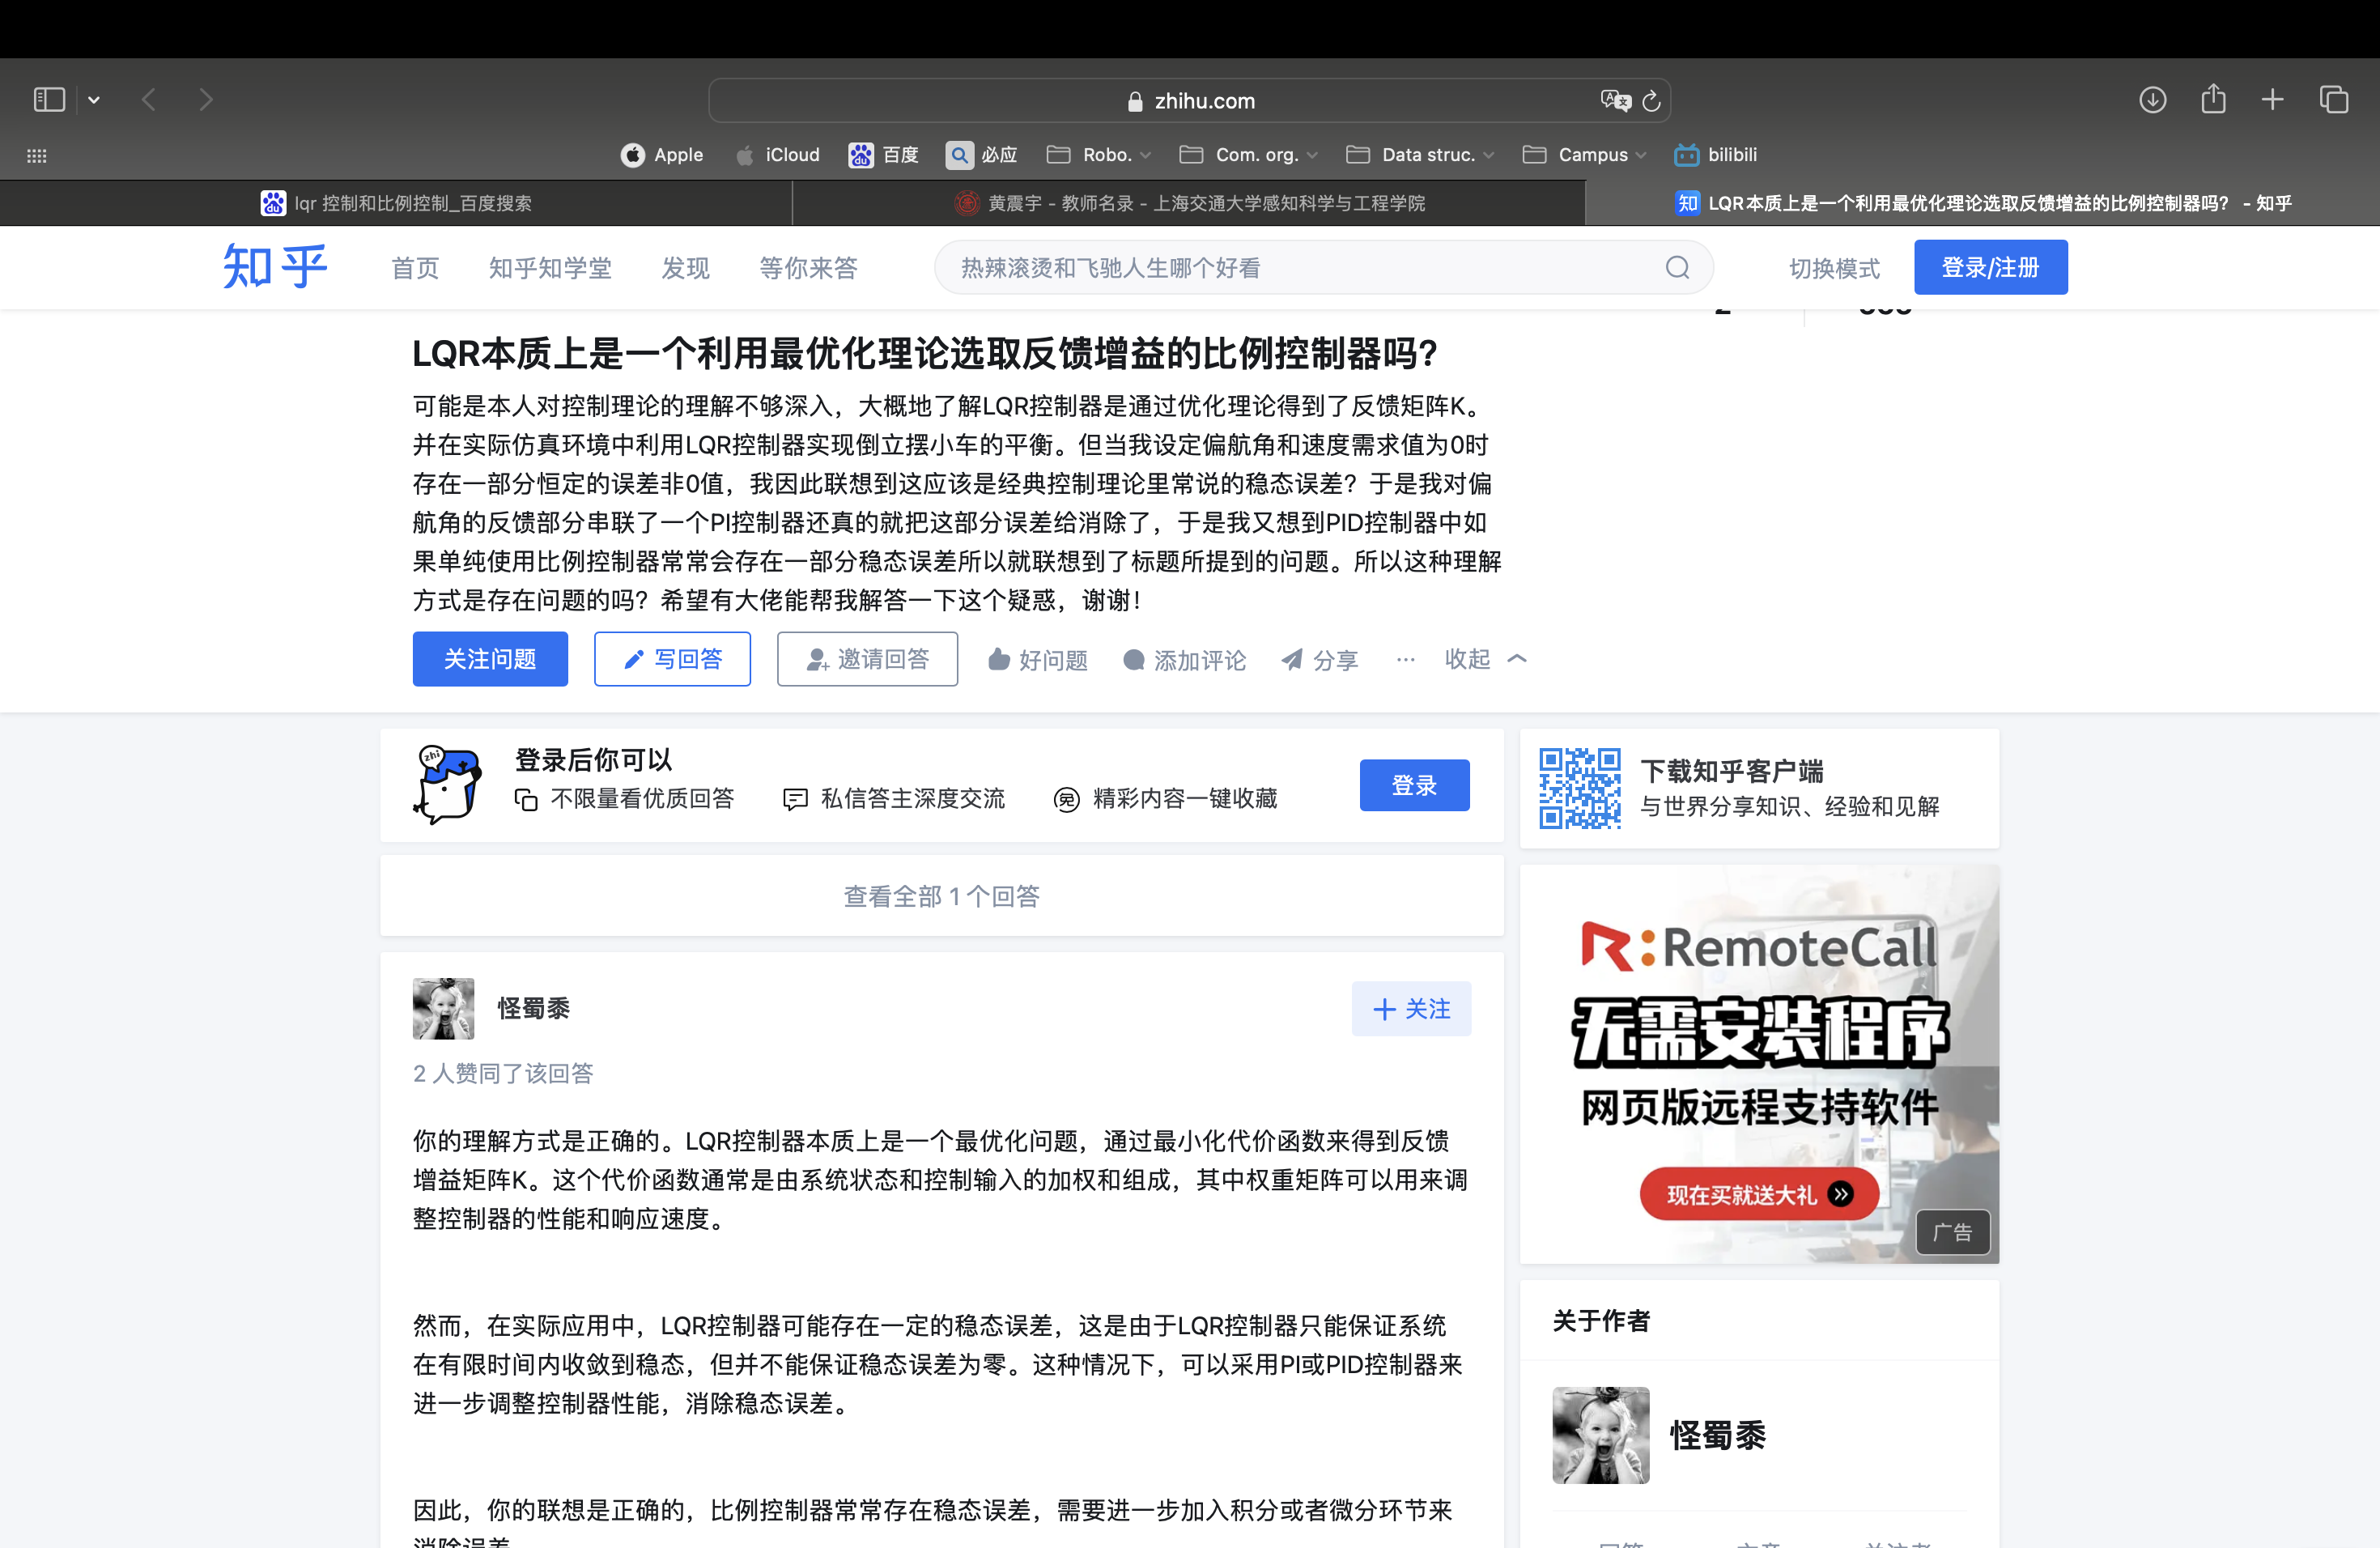 zhihu.com
Apple
iCloud
百度
必应
Robo.
Com. org.
Data struc.
Campus
bilibili
lqr 控制和比例控制_百度搜索
黄震宇 - 教师名录 - 上海交通大学感知科学与工程学院
知 LQR本质上是一个利用最优化理论选取反馈增益的比例控制器吗？ - 知乎
知乎
首页
知乎知学堂
发现
等你来答
热辣滚烫和飞驰人生哪个好看
切换模式
登录/注册
LQR本质上是一个利用最优化理论选取反馈增益的比例控制器吗?
可能是本人对控制理论的理解不够深入，大概地了解LQR控制器是通过优化理论得到了反馈矩阵K。
并在实际仿真环境中利用LQR控制器实现倒立摆小车的平衡。但当我设定偏航角和速度需求值为0时
存在一部分恒定的误差非0值，我因此联想到这应该是经典控制理论里常说的稳态误差？于是我对偏
航角的反馈部分串联了一个PI控制器还真的就把这部分误差给消除了，于是我又想到PID控制器中如
果单纯使用比例控制器常常会存在一部分稳态误差所以就联想到了标题所提到的问题。所以这种理解
方式是存在问题的吗？希望有大佬能帮我解答一下这个疑惑，谢谢！
关注问题
写回答
邀请回答
好问题
添加评论
分享
收起
zhi
登录后你可以
不限量看优质回答
私信答主深度交流
精彩内容一键收藏
登录
下载知乎客户端
与世界分享知识、经验和见解
查看全部 1 个回答
怪蜀黍
+ 关注
2 人赞同了该回答
你的理解方式是正确的。LQR控制器本质上是一个最优化问题，通过最小化代价函数来得到反馈
增益矩阵K。这个代价函数通常是由系统状态和控制输入的加权和组成，其中权重矩阵可以用来调
整控制器的性能和响应速度。
然而，在实际应用中，LQR控制器可能存在一定的稳态误差，这是由于LQR控制器只能保证系统
在有限时间内收敛到稳态，但并不能保证稳态误差为零。这种情况下，可以采用PI或PID控制器来
进一步调整控制器性能，消除稳态误差。
因此，你的联想是正确的，比例控制器常常存在稳态误差，需要进一步加入积分或者微分环节来
R:RemoteCall
无需安装程序
网页版远程支持软件
现在买就送大礼
广告
关于作者
怪蜀黍